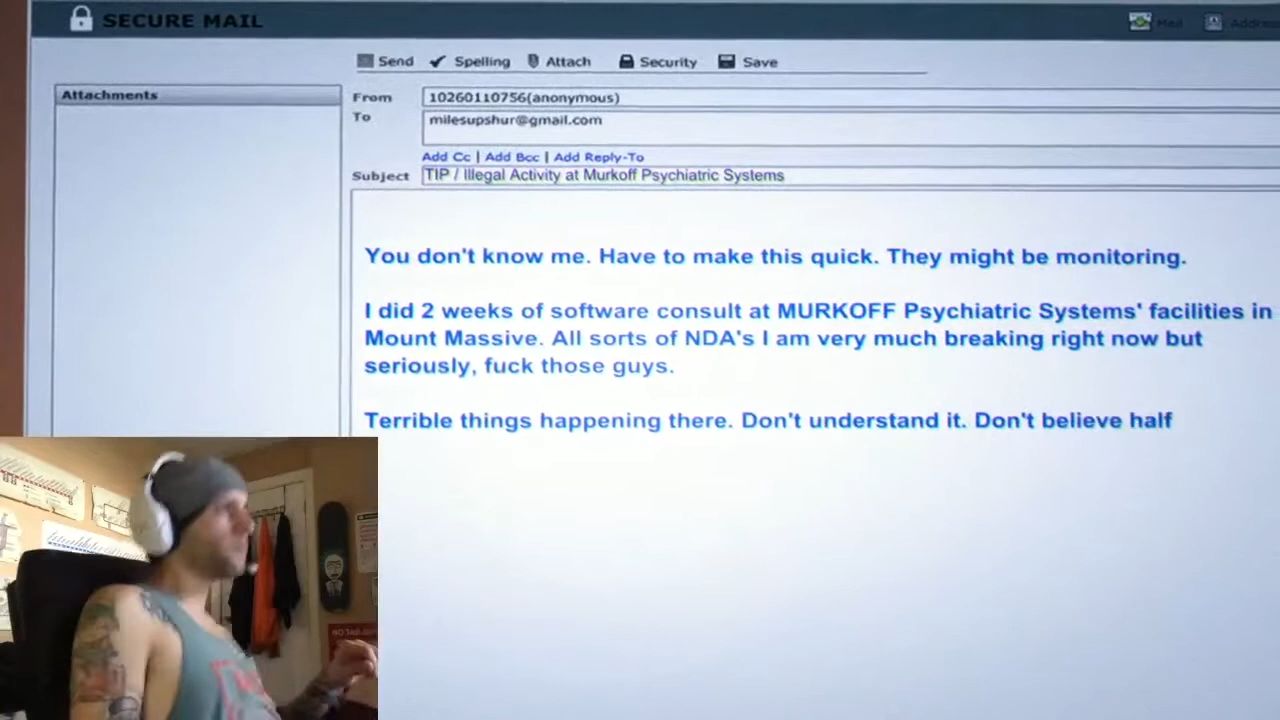 SECURE MAIL
Mail
Send Spelling Attach Security Save
Attachments
From 10260110756(anonymous)
To milesupshur@gmail.com
Add Cc | Add Bcc | Add Reply-To
Subject TIP / Illegal Activity at Murkoff Psychiatric Systems
You don't know me. Have to make this quick. They might be monitoring.
I did 2 weeks of software consult at MURKOFF Psychiatric Systems' facilities in
Mount Massive. All sorts of NDA's I am very much breaking right now but
seriously, fuck those guys.
Terrible things happening there. Don't understand it. Don't believe half